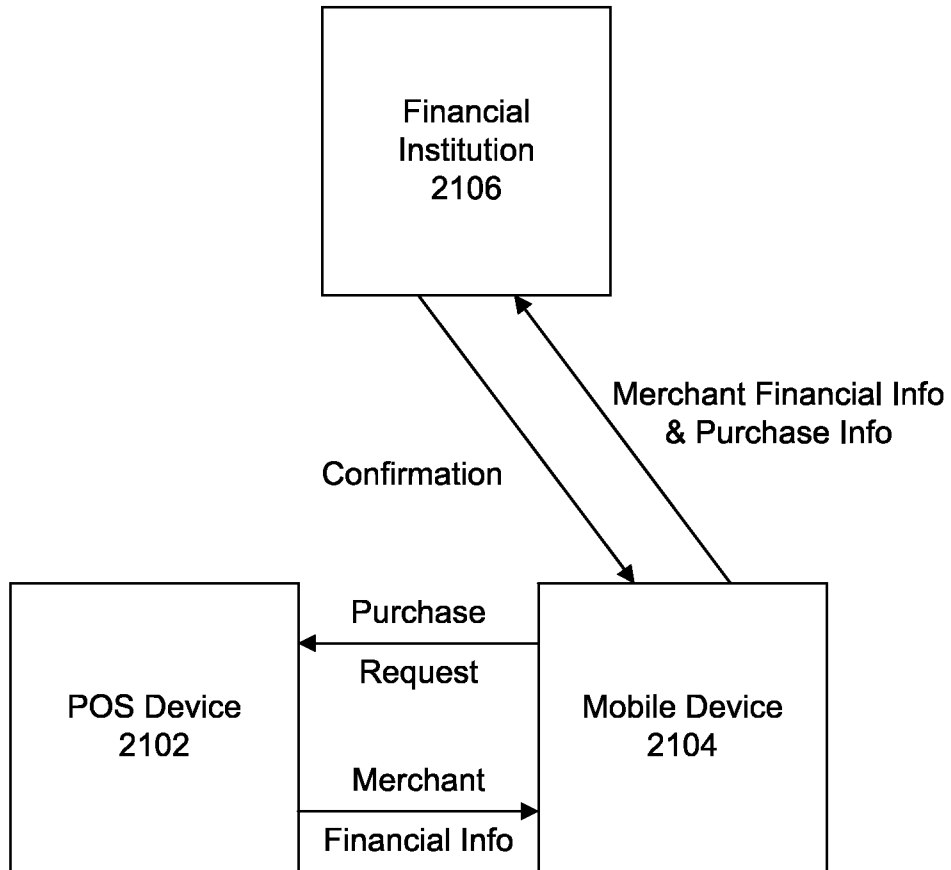 Financial
Institution
2106
Merchant Financial Info
& Purchase Info
Confirmation
Purchase
Request
POS Device
2102
Mobile Device
2104
Merchant
Financial Info